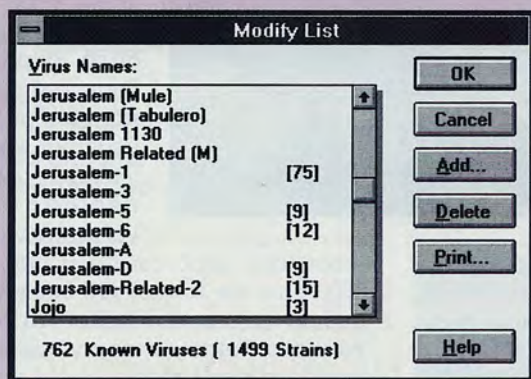 Modify List
Virus Names:
Jerusalem (Mule)
Jerusalem (Tabulero)
Jerusalem 1130
Jerusalem Related (M)
Jerusalem-1 [75]
Jerusalem-3
Jerusalem-5 [9]
Jerusalem-6 [12]
Jerusalem-A
Jerusalem-D [9]
Jerusalem-Related-2 [15]
Jojo [3]
762 Known Viruses ( 1499 Strains)
OK
Cancel
Add...
Delete
Print...
Help